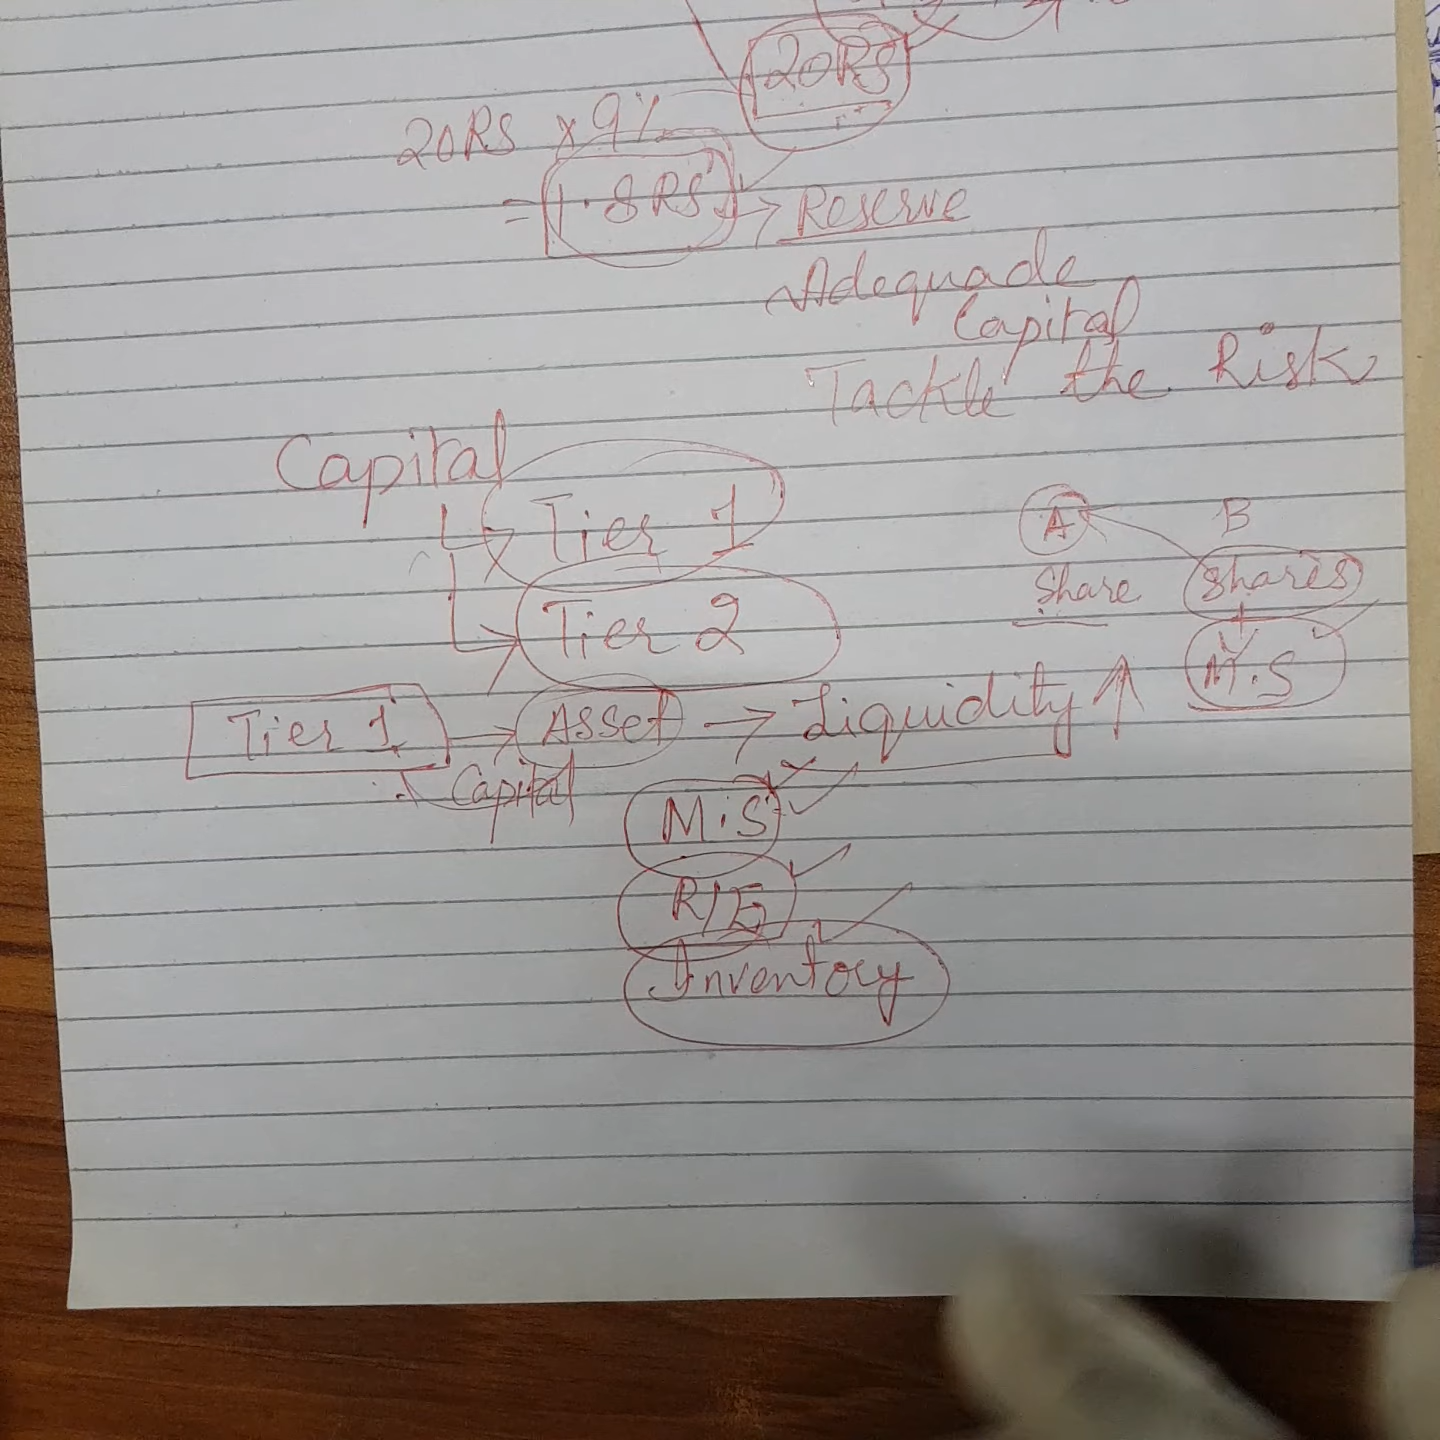 20RS
20RS x 9%
= 1.8RS → Reserve
Adequade
Capital
Tackle the Risk
Capital
Tier 1
A B
Share Shares
Tier 2
M.S
Tier 1 → Asset → Liquidity ↑
Capital
M.S
R/E
Inventory